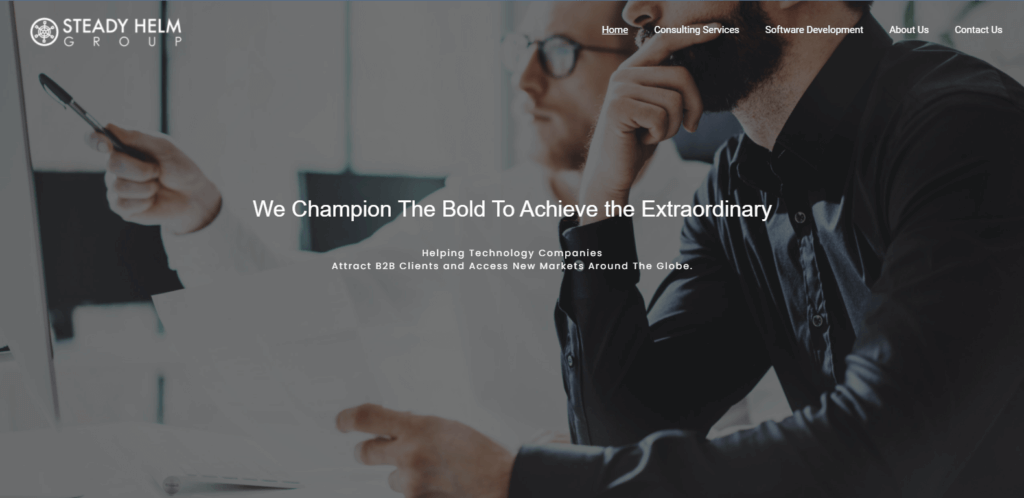 STEADY HELM
GROUP
Home
Consulting Services
Software Development
About Us
Contact Us
We Champion The Bold To Achieve the Extraordinary
Helping Technology Companies
Attract B2B Clients and Access New Markets Around The Globe.